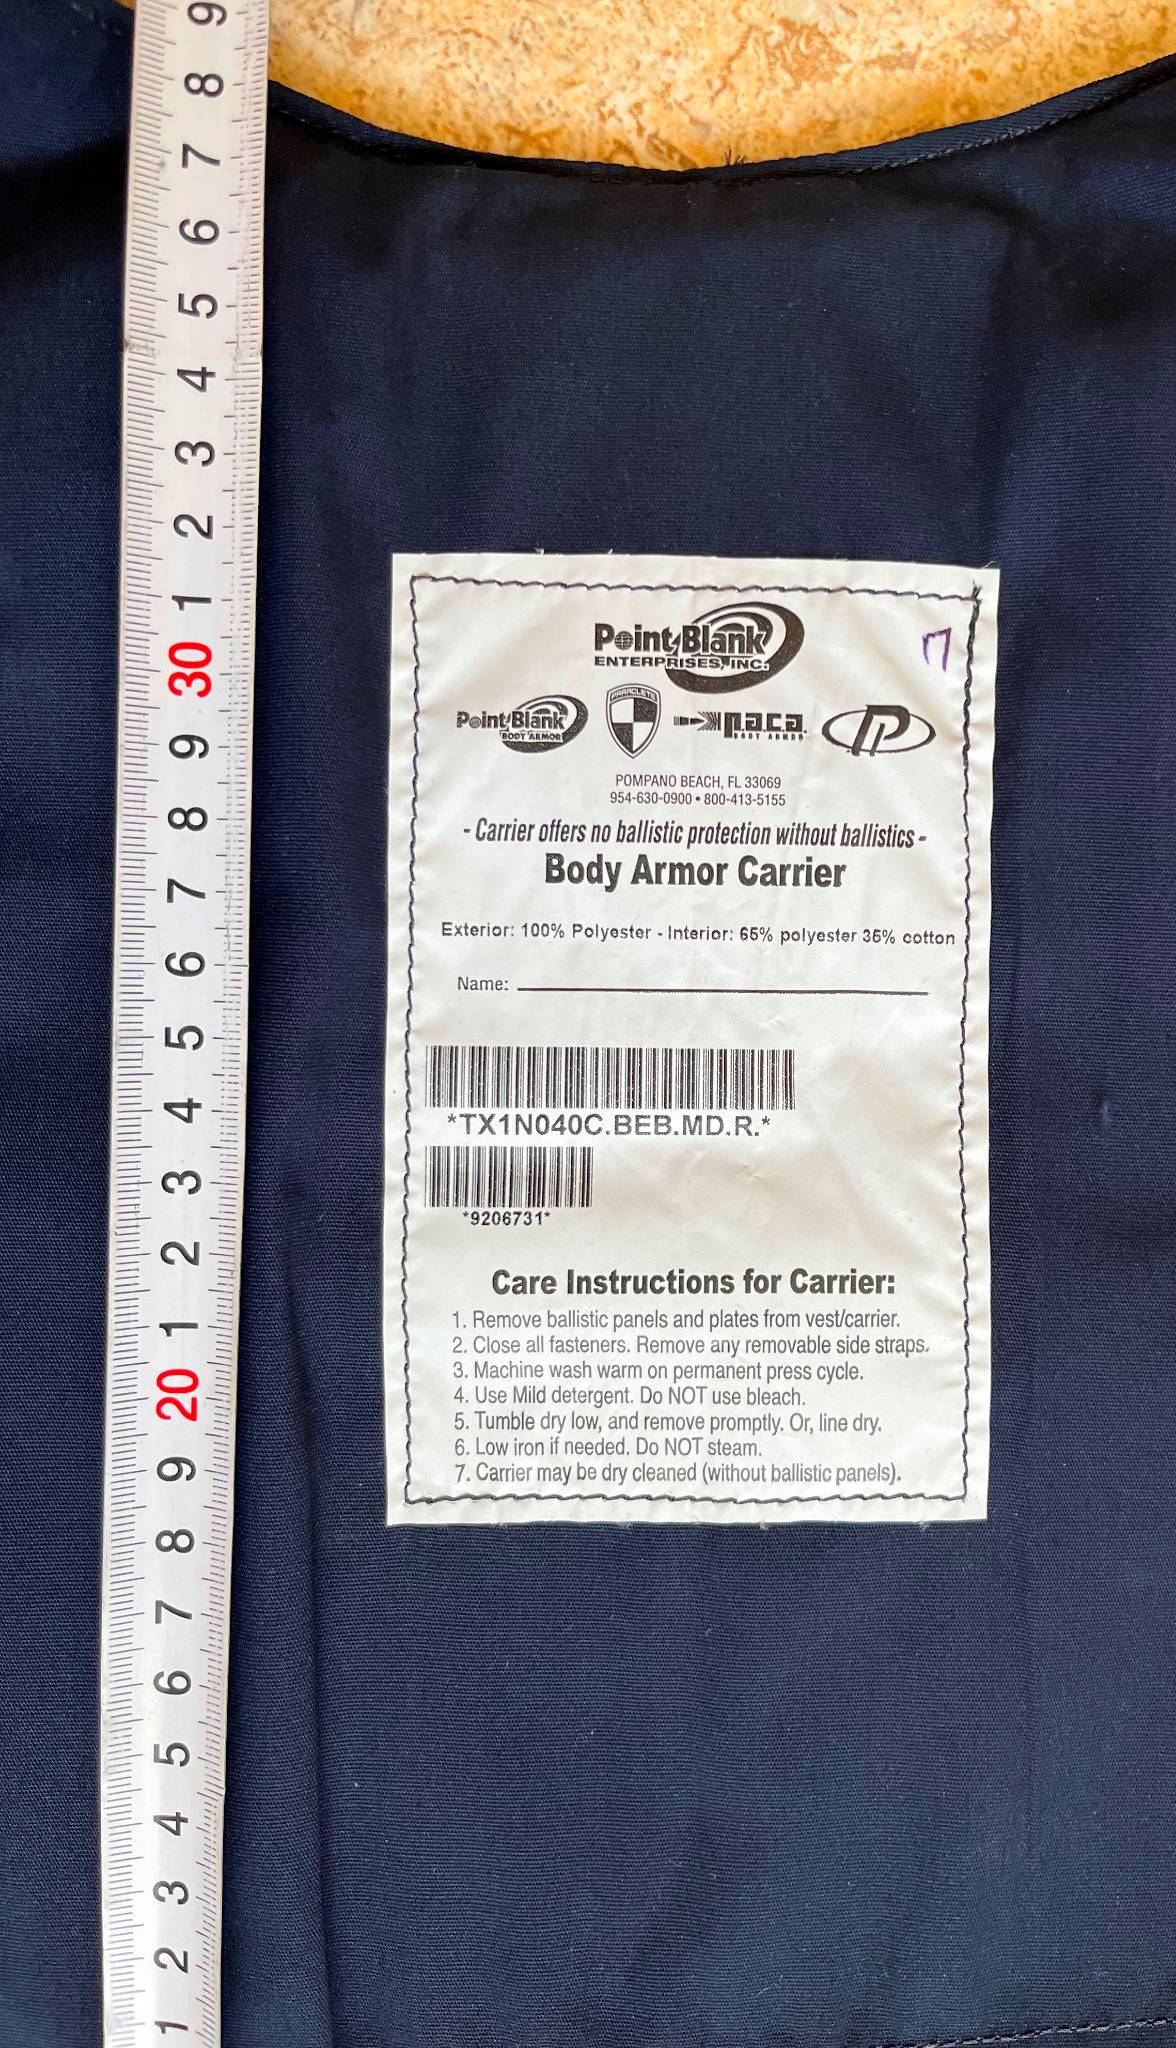 9
8
7
6
5
4
3
2
1
30
9
8
7
6
5
4
3
2
1
20
9
8
7
6
5
4
3
2
1
Point Blank
ENTERPRISES, INC.
Point Blank
BODY ARMOR
PARACLETE
p.a.c.a.
BODY ARMOR
POMPANO BEACH, FL 33069
954-630-0900 • 800-413-5155
- Carrier offers no ballistic protection without ballistics -
Body Armor Carrier
Exterior: 100% Polyester - Interior: 65% polyester 35% cotton
Name:
*TX1N040C.BEB.MD.R.*
*9206731*
Care Instructions for Carrier:
1. Remove ballistic panels and plates from vest/carrier.
2. Close all fasteners. Remove any removable side straps.
3. Machine wash warm on permanent press cycle.
4. Use Mild detergent. Do NOT use bleach.
5. Tumble dry low, and remove promptly. Or, line dry.
6. Low iron if needed. Do NOT steam.
7. Carrier may be dry cleaned (without ballistic panels).